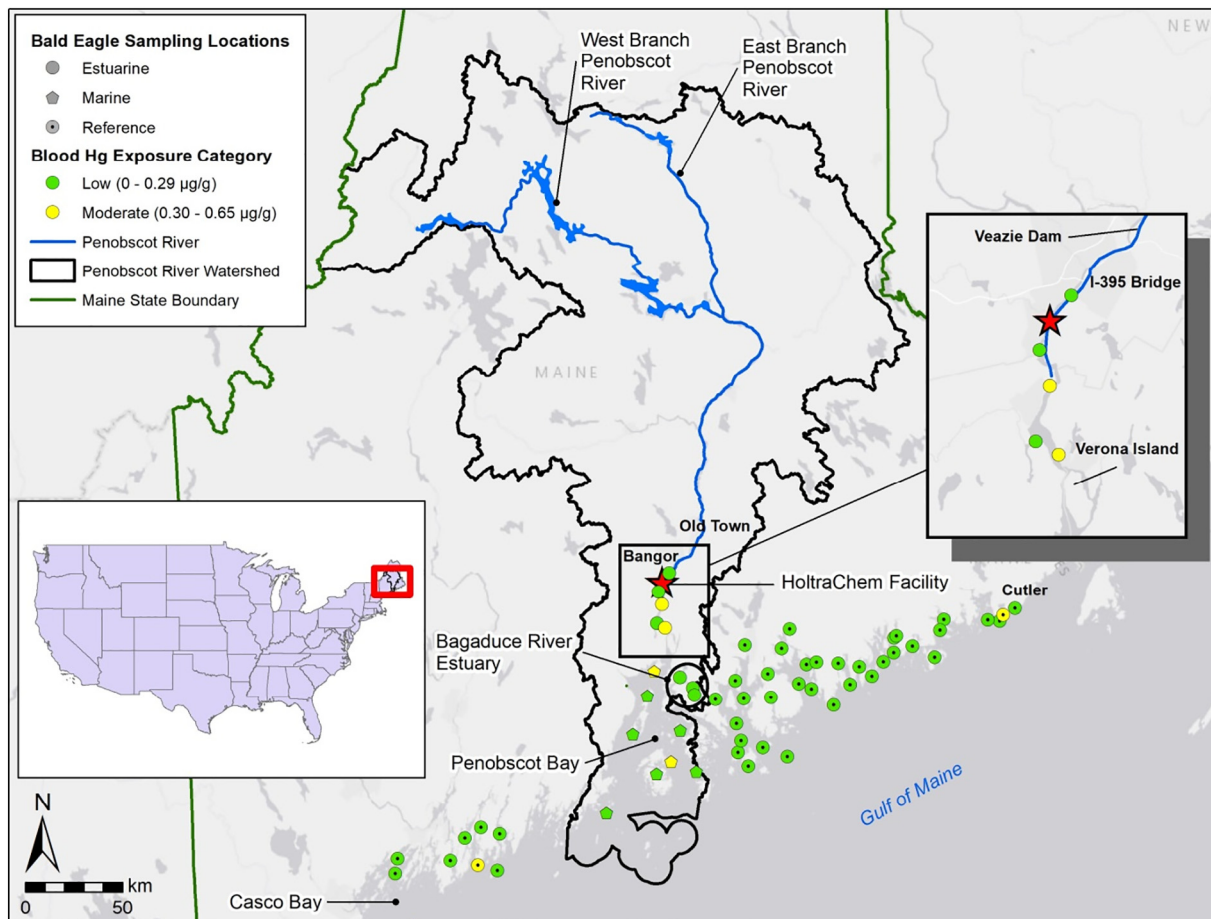 Bald Eagle Sampling Locations
Estuarine
Marine
Reference
Blood Hg Exposure Category
Low (0 - 0.29 µg/g)
Moderate (0.30 - 0.65 µg/g)
Penobscot River
Penobscot River Watershed
Maine State Boundary
West Branch
Penobscot
River
East Branch
Penobscot
River
NEW
MAINE
Veazie Dam
I-395 Bridge
Verona Island
Old Town
Bangor
HoltraChem Facility
Cutler
Bagaduce River
Estuary
Penobscot Bay
Gulf of Maine
Casco Bay
N
km
0 50